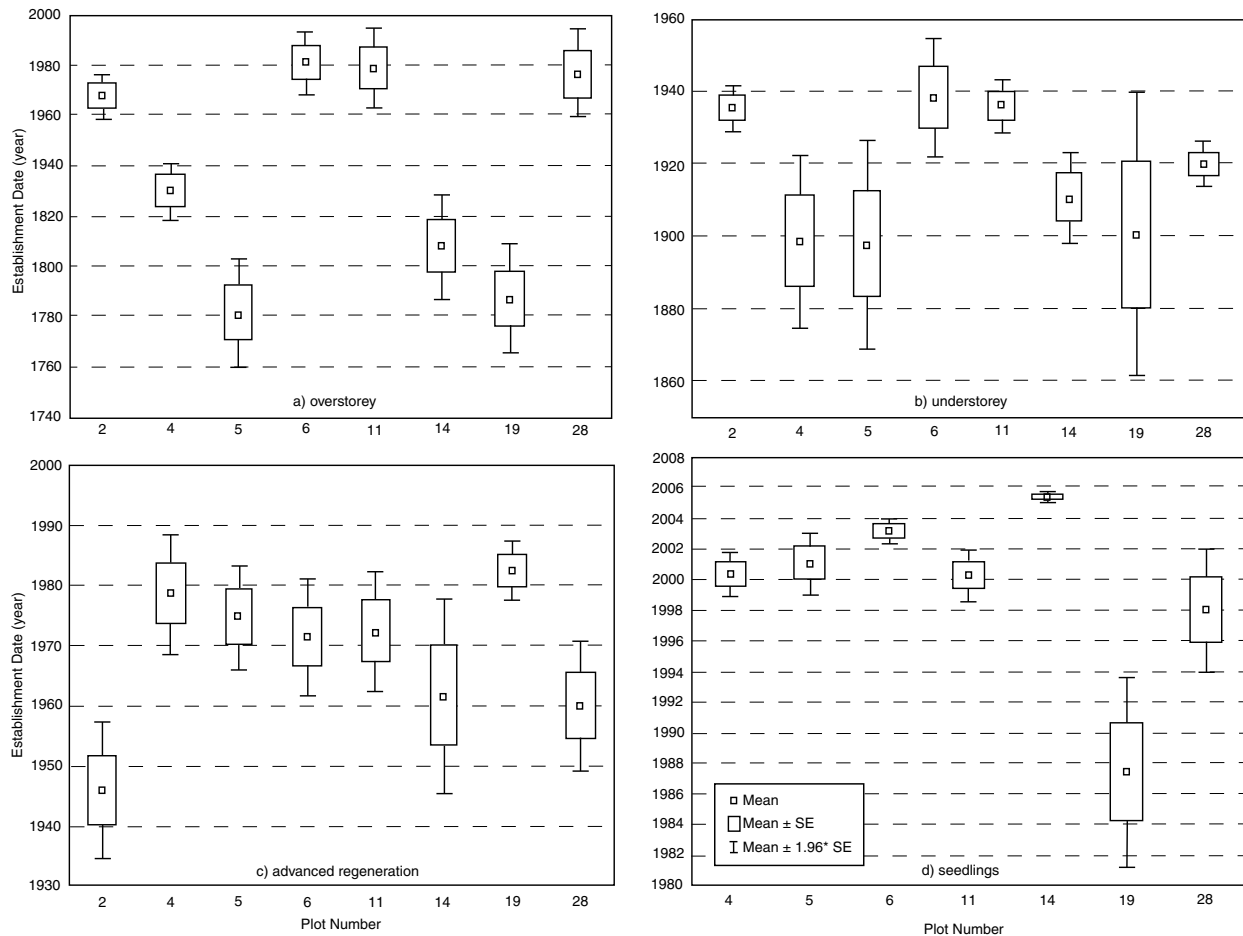 Establishment Date (year)
2000
1980
1960
1940
1820
1800
1780
1760
1740
a) overstorey
2 4 5 6 11 14 19 28
1960
1940
1920
1900
1880
1860
b) understorey
2 4 5 6 11 14 19 28
Establishment Date (year)
2000
1990
1980
1970
1960
1950
1940
1930
c) advanced regeneration
2 4 5 6 11 14 19 28
Plot Number
2008
2006
2004
2002
2000
1998
1996
1994
1992
1990
1988
1986
1984
1982
1980
Mean
Mean ± SE
Mean ± 1.96* SE
d) seedlings
4 5 6 11 14 19 28
Plot Number